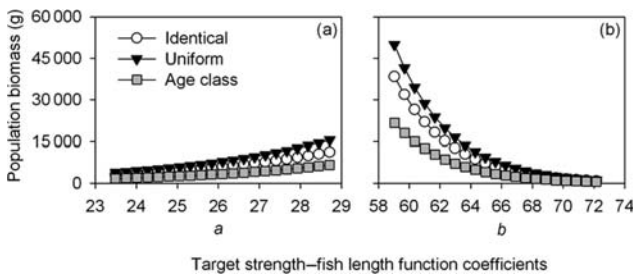 Population biomass (g)
60 000
45 000
30 000
15 000
0
(a)
Identical
Uniform
Age class
23 24 25 26 27 28 29
a
(b)
58 60 62 64 66 68 70 72 74
b
Target strength–fish length function coefficients